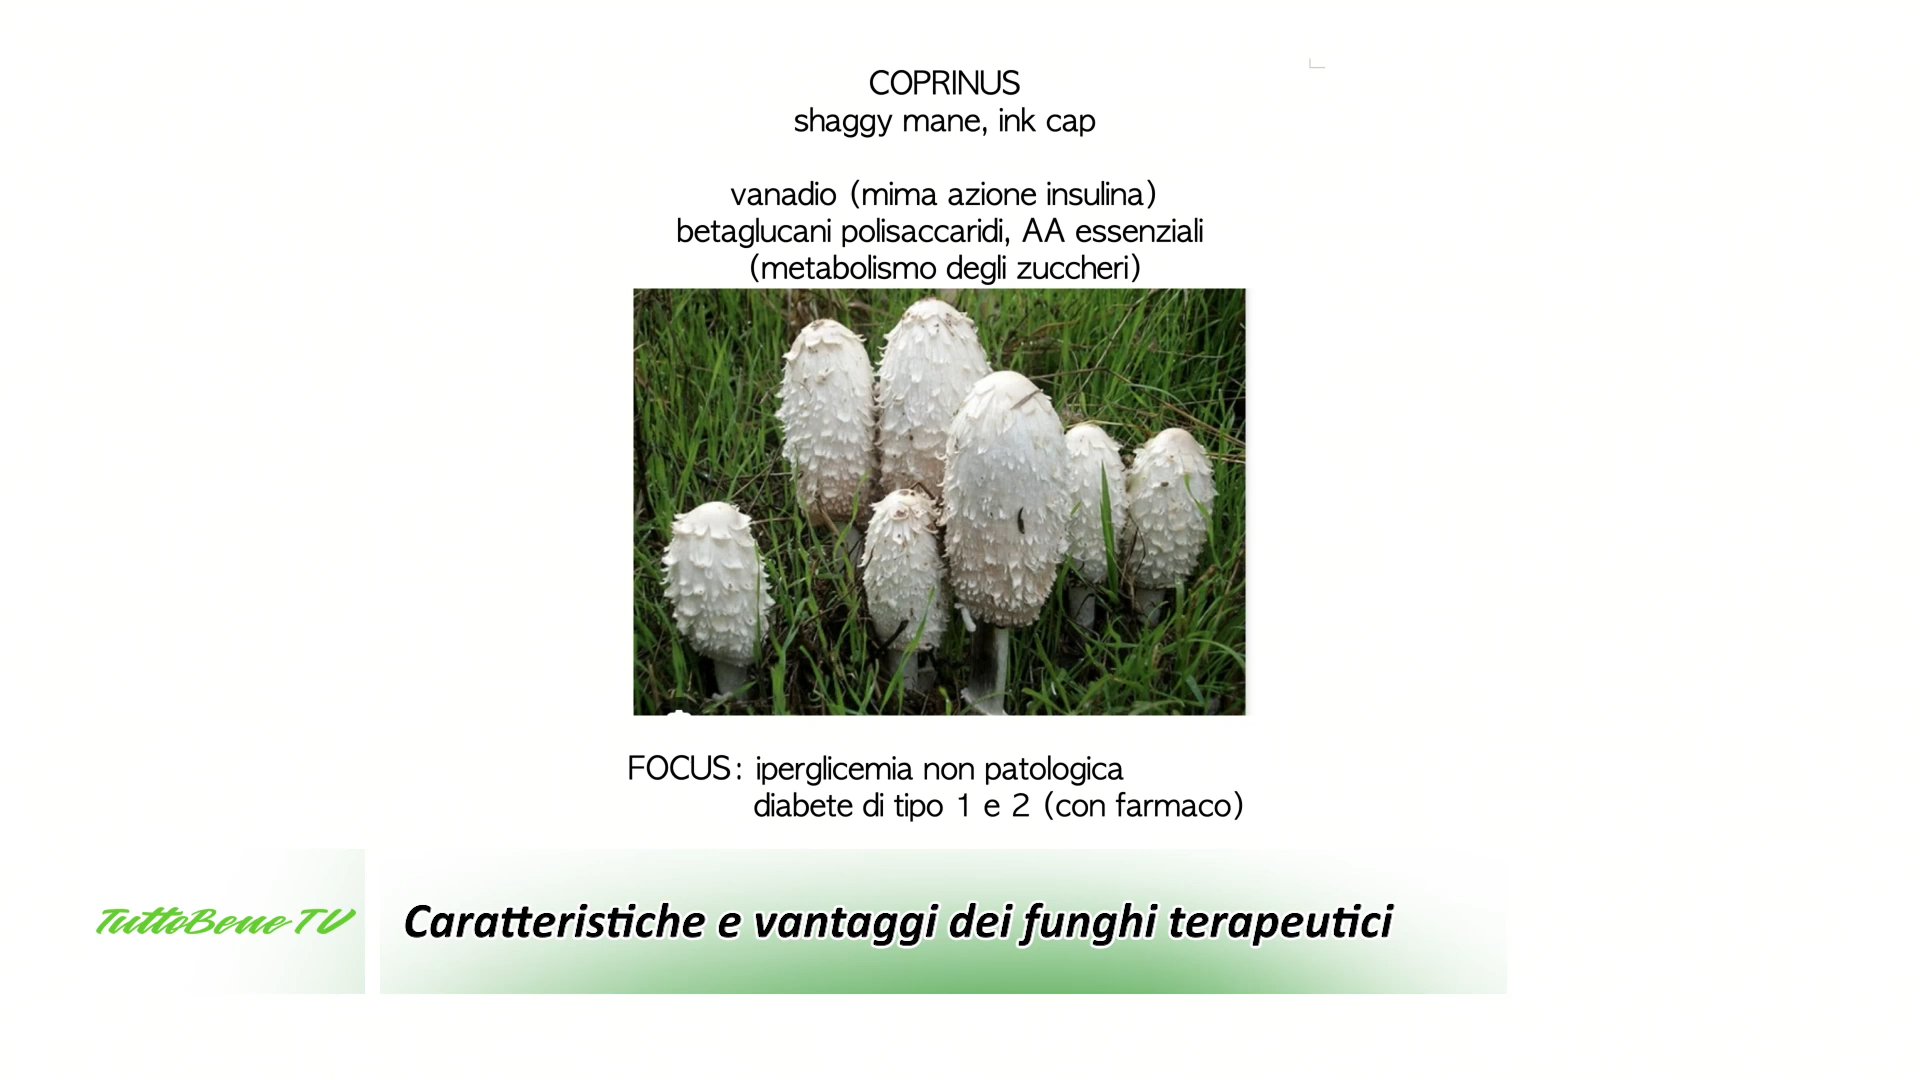 COPRINUS
shaggy mane, ink cap
vanadio (mima azione insulina)
betaglucani polisaccaridi, AA essenziali
(metabolismo degli zuccheri)
FOCUS: iperglicemia non patologica
diabete di tipo 1 e 2 (con farmaco)
TuttoBene TV
Caratteristiche e vantaggi dei funghi terapeutici